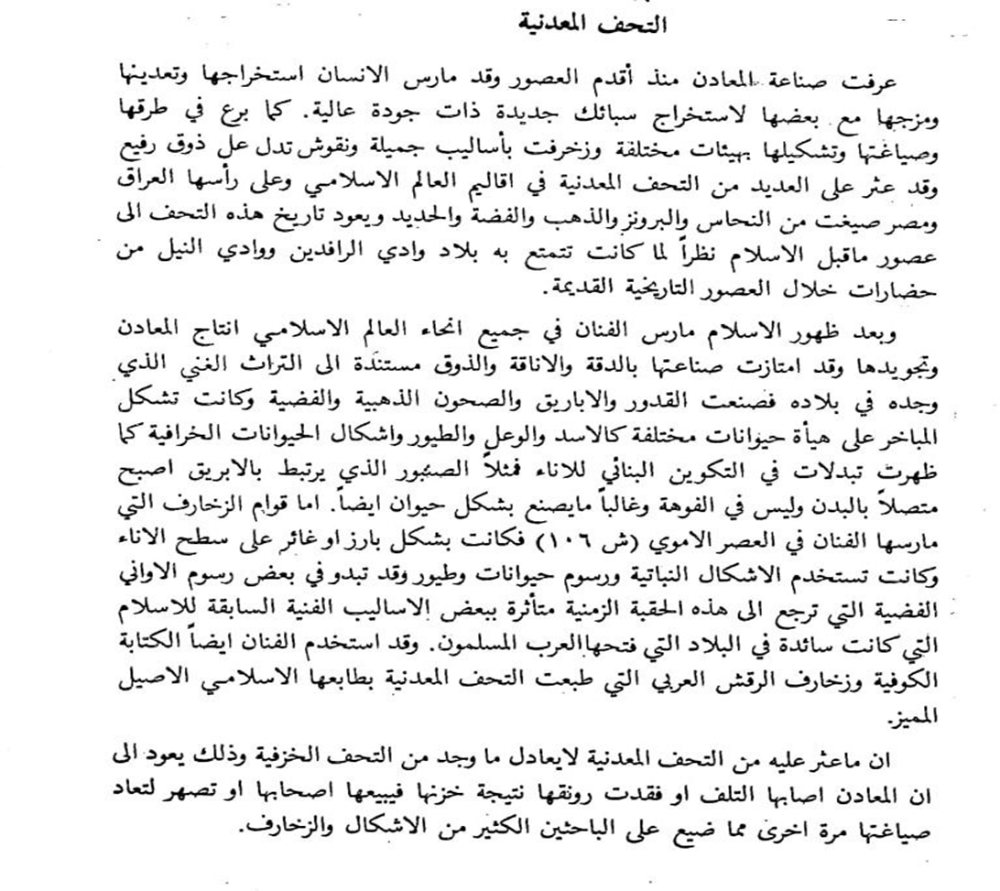 التحف المعدنية
عرفت صناعة المعادن منذ أقدم العصور وقد مارس الانسان استخراجها وتعدينها
ومزجها مع بعضها لاستخراج سبائك جديدة ذات جودة عالية. كما برع في طرقها
وصياغتها وتشكيلها بهيئات مختلفة وزخرفت بأساليب جميلة ونقوش تدل عل ذوق رفيع
وقد عثر على العديد من التحف المعدنية في اقاليم العالم الاسلامي وعلى رأسها العراق
ومصر صيغت من النحاس والبرونز والذهب والفضة والحديد ويعود تاريخ هذه التحف الى
عصور ماقبل الاسلام نظراً لما كانت تتمتع به بلاد وادي الرافدين ووادي النيل من
حضارات خلال العصور التاريخية القديمة.
وبعد ظهور الاسلام مارس الفنان في جميع انحاء العالم الاسلامي انتاج المعادن
وتجويدها وقد امتازت صناعتها بالدقة والاناقة والذوق مستندة الى التراث الغني الذي
وجده في بلاده فصنعت القدور والاباريق والصحون الذهبية والفضية وكانت تشكل
المباخر على هيأة حيوانات مختلفة كالاسد والوعل والطيور واشكال الحيوانات الخرافية كما
ظهرت تبدلات في التكوين البنائي للاناء فمثلاً الصنبور الذي يرتبط بالابريق اصبح
متصلاً بالبدن وليس في الفوهة وغالباً مايصنع بشكل حيوان ايضاً. اما قوام الزخارف التي
مارسها الفنان في العصر الاموي (ش ١٠٦) فكانت بشكل بارز او غائر على سطح الاناء
وكانت تستخدم الاشكال النباتية ورسوم حيوانات وطيور وقد تبدو في بعض رسوم الاواني
الفضية التي ترجع الى هذه الحقبة الزمنية متأثرة ببعض الاساليب الفنية السابقة للاسلام
التي كانت سائدة في البلاد التي فتحها العرب المسلمون. وقد استخدم الفنان ايضاً الكتابة
الكوفية وزخارف الرقش العربي التي طبعت التحف المعدنية بطابعها الاسلامي الاصيل
المميز.
ان ماعثر عليه من التحف المعدنية لايعادل ما وجد من التحف الخزفية وذلك يعود الى
ان المعادن اصابها التلف او فقدت رونقها نتيجة خزنها فيبيعها اصحابها او تصهر لتعاد
صياغتها مرة اخرى مما ضيع على الباحثين الكثير من الاشكال والزخارف.